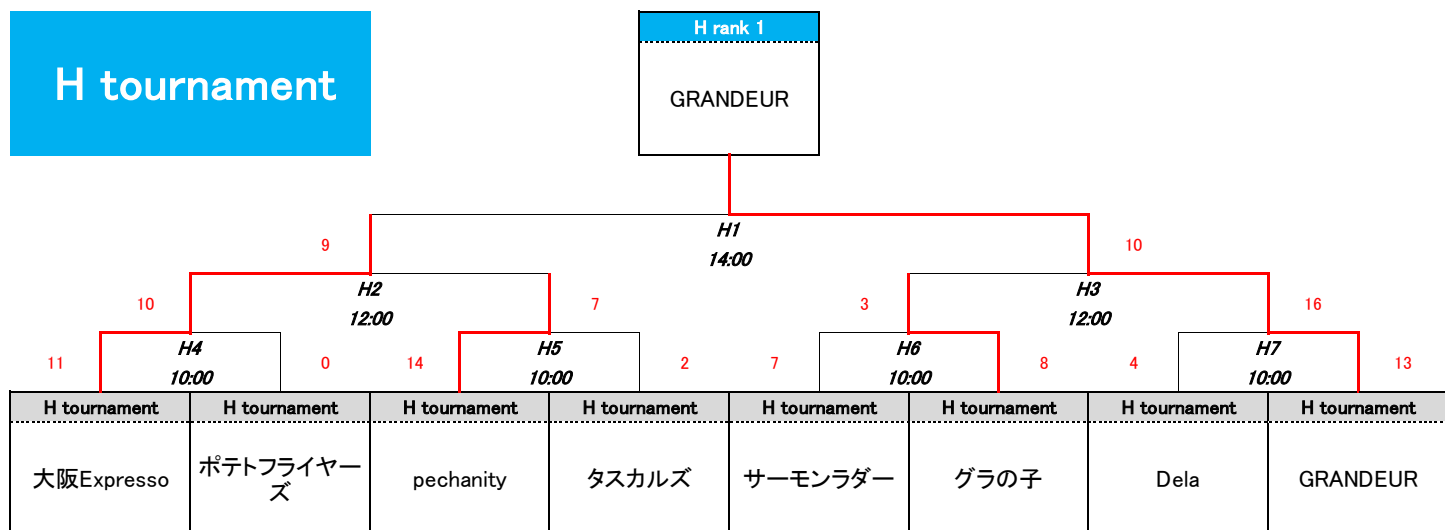 H tournament
H rank 1
GRANDEUR
H1
9 10
14:00
H2 H3
10 7 3 16
12:00 12:00
H4 H5 H6 H7
11 0 14 2 7 8 4 13
10:00 10:00 10:00 10:00
H tournament H tournament H tournament H tournament H tournament H tournament H tournament H tournament
大阪Expresso ポテトフライヤー pechanity タスカルズ サーモンラダー グラの子 Dela GRANDEUR
ズ